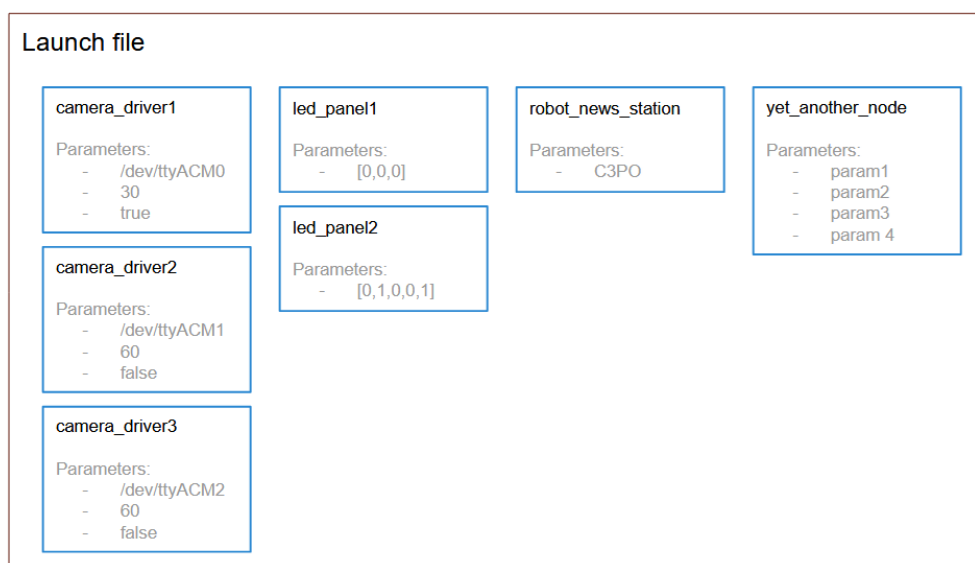 Launch file
camera_driver1
Parameters:
- /dev/ttyACM0
- 30
- true
camera_driver2
Parameters:
- /dev/ttyACM1
- 60
- false
camera_driver3
Parameters:
- /dev/ttyACM2
- 60
- false
led_panel1
Parameters:
- [0,0,0]
led_panel2
Parameters:
- [0,1,0,0,1]
robot_news_station
Parameters:
- C3PO
yet_another_node
Parameters:
- param1
- param2
- param3
- param 4